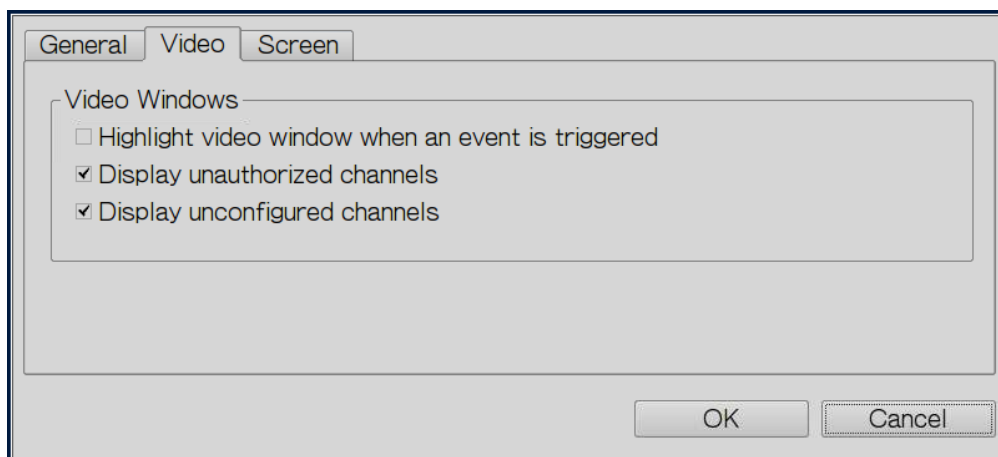 General Video Screen
Video Windows
Highlight video window when an event is triggered
Display unauthorized channels
Display unconfigured channels
OK Cancel